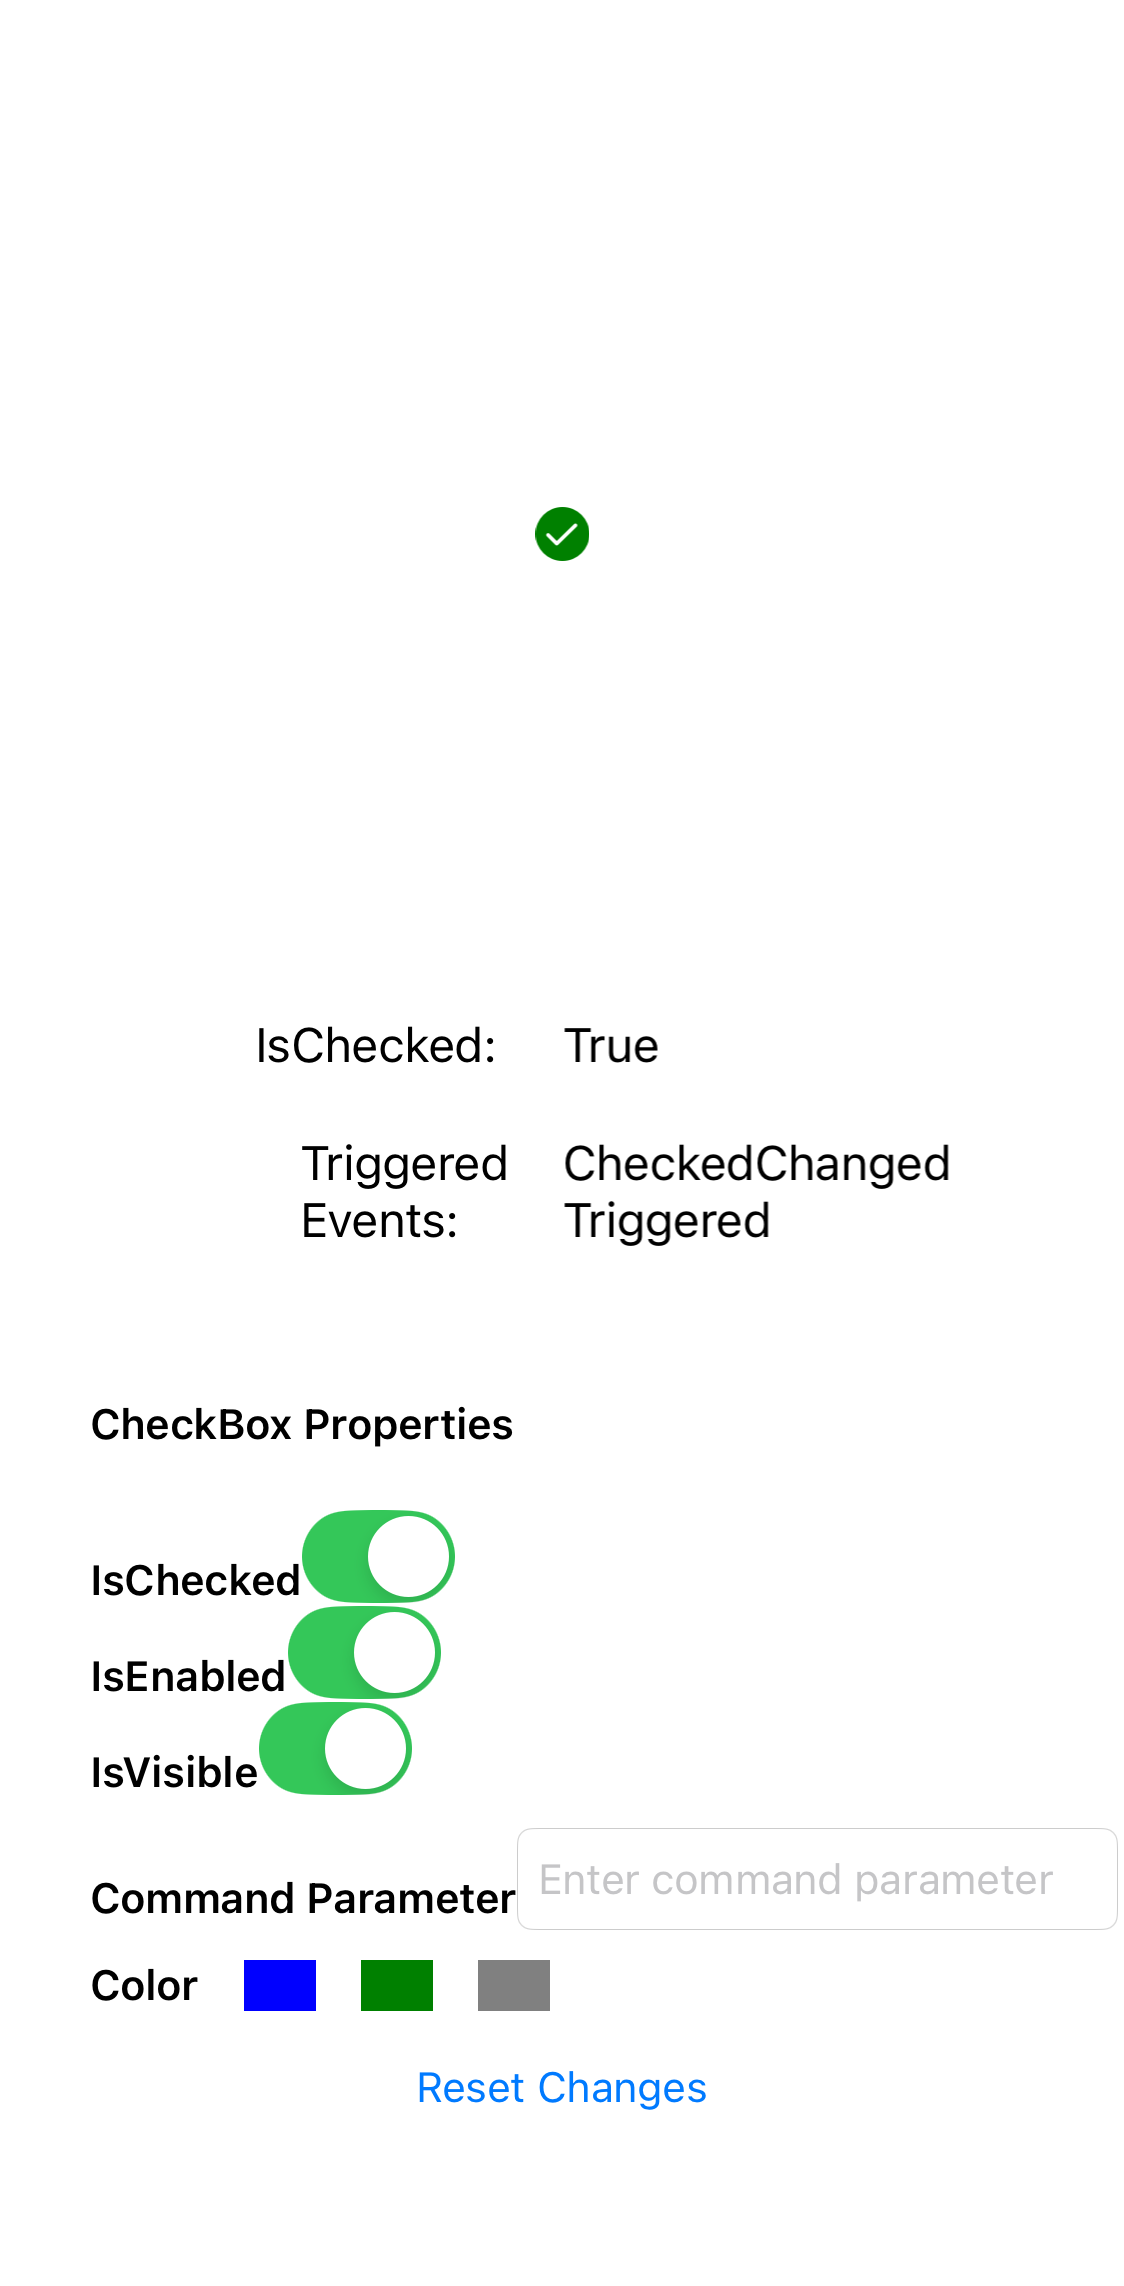 IsChecked: True
Triggered CheckedChanged
Events: Triggered
CheckBox Properties
IsChecked
IsEnabled
IsVisible
Command Parameter Enter command parameter
Color
Reset Changes